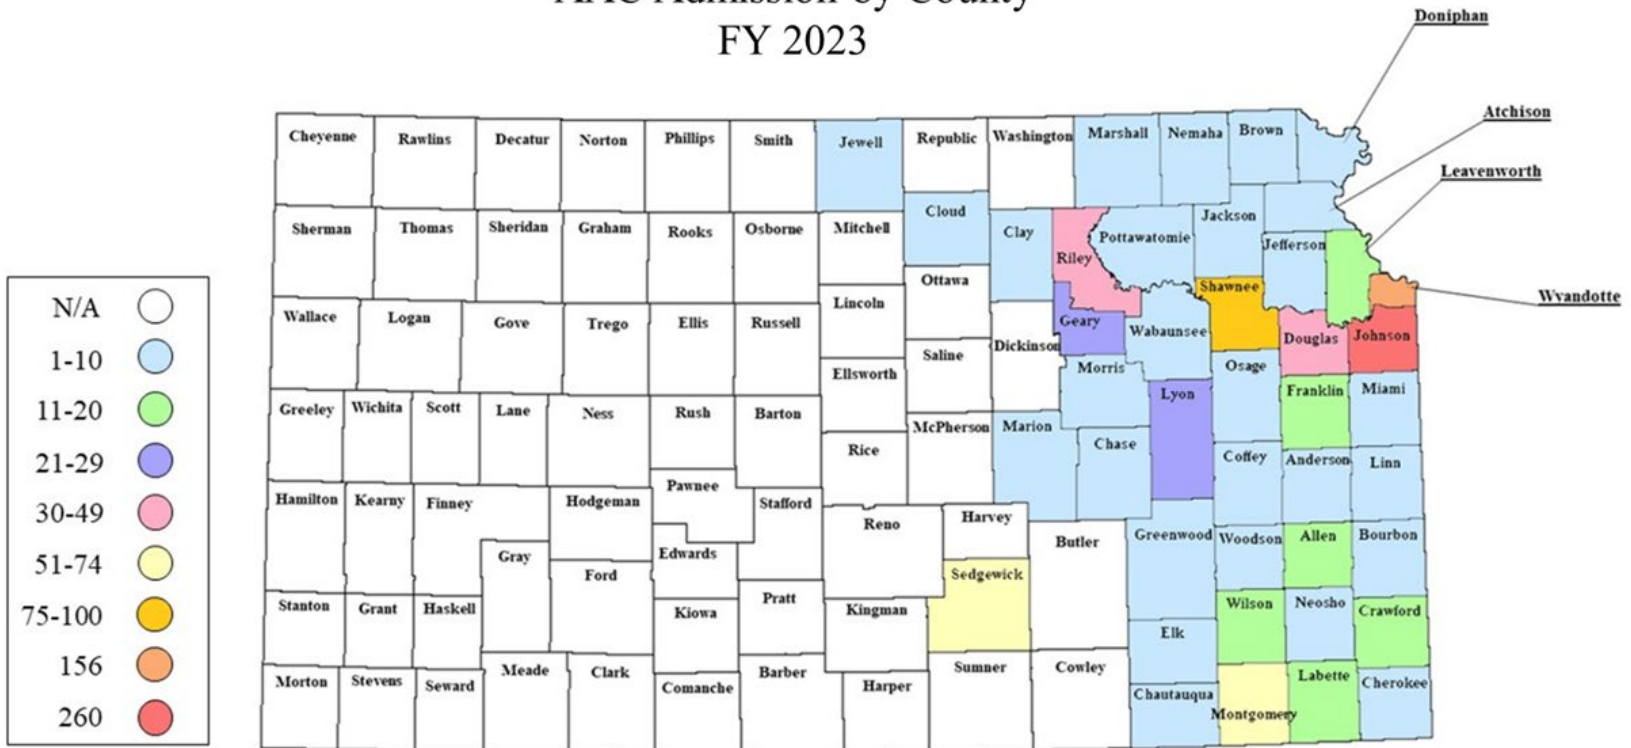 Admission by County
FY 2023
Doniphan
Atchison
Leavenworth
Wyandotte
N/A
1-10
11-20
21-29
30-49
51-74
75-100
156
260
Cheyenne
Rawlins
Decatur
Norton
Phillips
Smith
Jewell
Republic
Washington
Marshall
Nemaha
Brown
Sherman
Thomas
Sheridan
Graham
Rooks
Osborne
Mitchell
Cloud
Clay
Riley
Pottawatomie
Jackson
Jefferson
Ottawa
Shawnee
Wallace
Logan
Gove
Trego
Ellis
Russell
Lincoln
Geary
Wabaunsee
Douglas
Johnson
Saline
Dickinson
Ellsworth
Morris
Osage
Franklin
Miami
Greeley
Wichita
Scott
Lane
Ness
Rush
Barton
Lyon
McPherson
Marion
Chase
Rice
Coffey
Anderson
Linn
Hamilton
Kearny
Finney
Hodgeman
Pawnee
Stafford
Reno
Harvey
Butler
Greenwood
Woodson
Allen
Bourbon
Gray
Edwards
Ford
Sedgewick
Stanton
Grant
Haskell
Kiowa
Pratt
Kingman
Wilson
Neosho
Crawford
Elk
Morton
Stevens
Seward
Meade
Clark
Comanche
Barber
Harper
Sumner
Cowley
Chautauqua
Montgomery
Labette
Cherokee